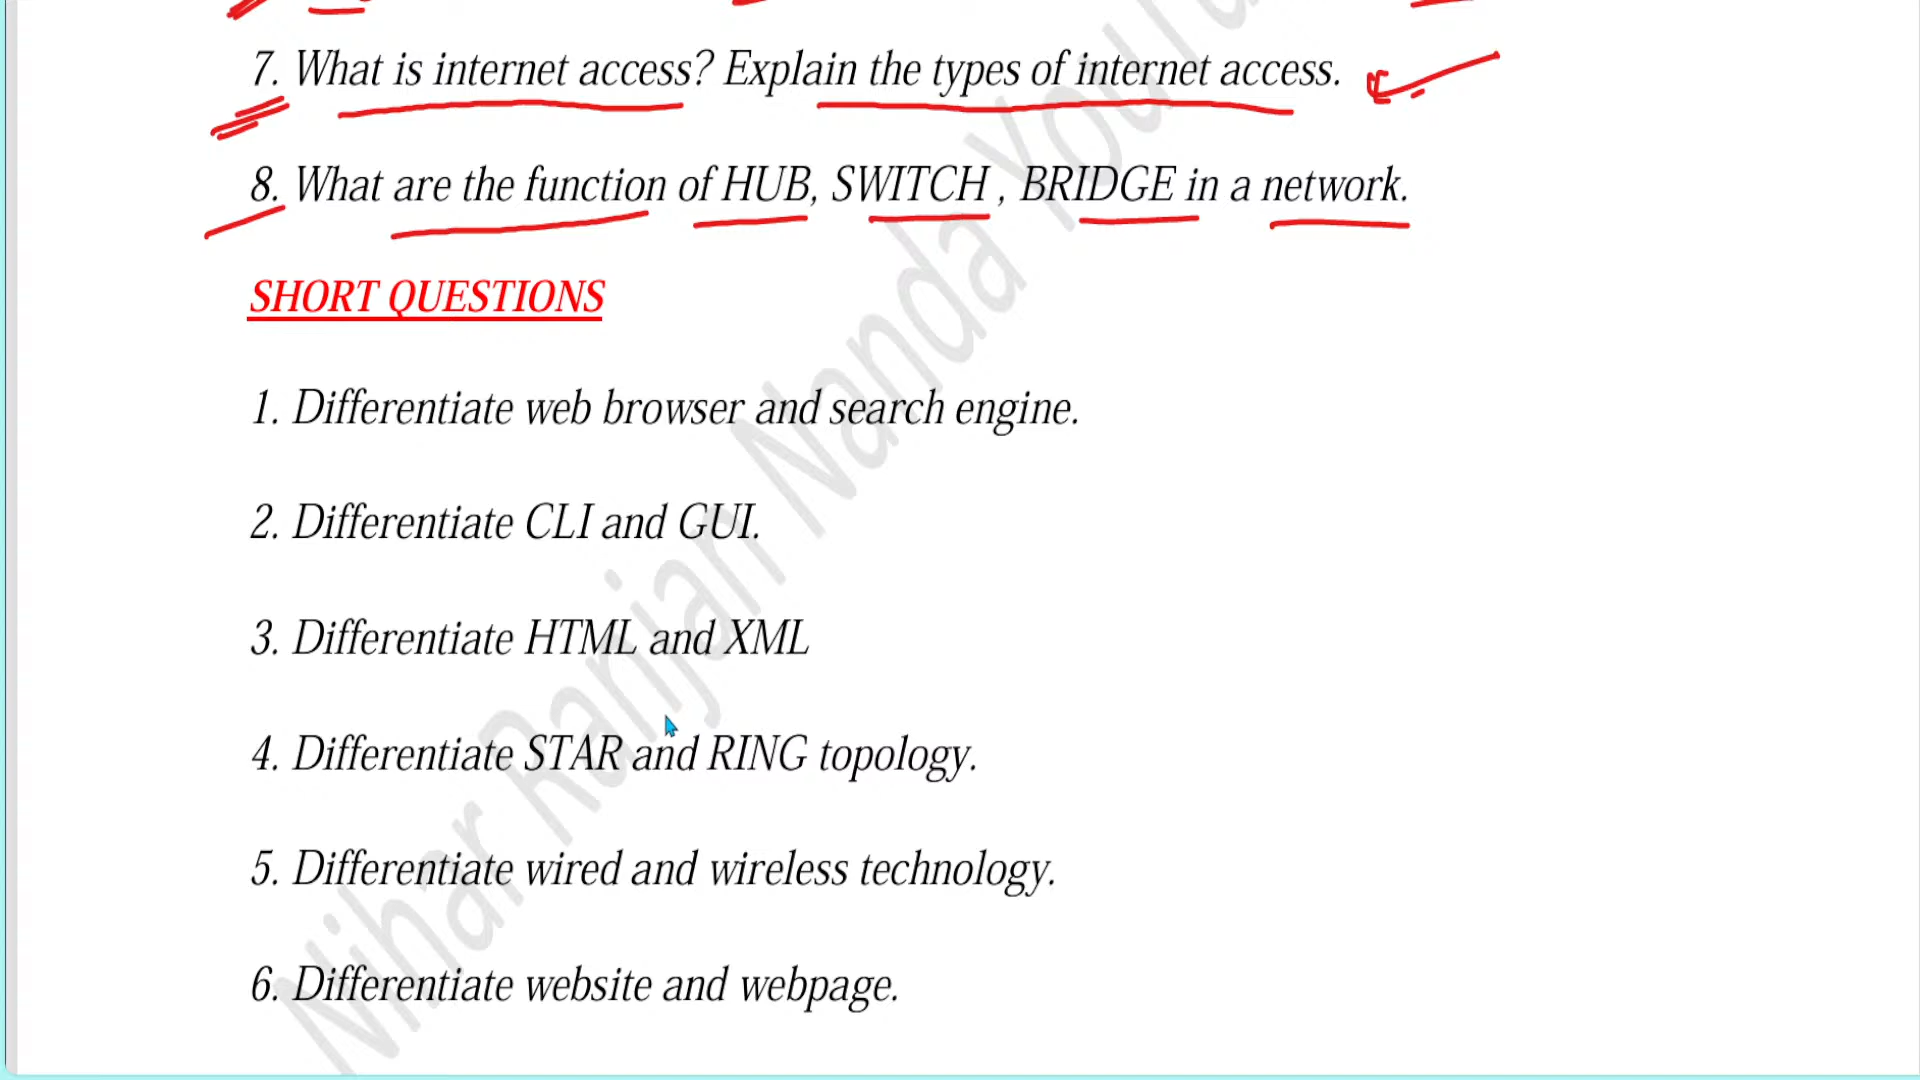 7. What is internet access? Explain the types of internet access.
8. What are the function of HUB, SWITCH , BRIDGE in a network.
SHORT QUESTIONS
1. Differentiate web browser and search engine.
2. Differentiate CLI and GUI.
3. Differentiate HTML and XML
4. Differentiate STAR and RING topology.
5. Differentiate wired and wireless technology.
6. Differentiate website and webpage.
Nihar Ranjan Nanda